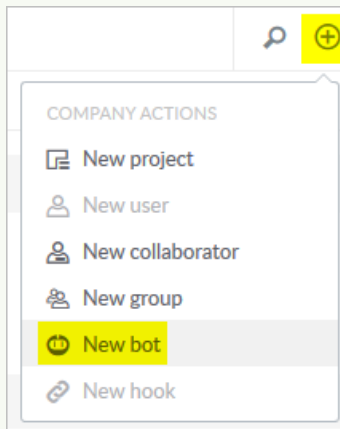 COMPANY ACTIONS
New project
New user
New collaborator
New group
New bot
New hook